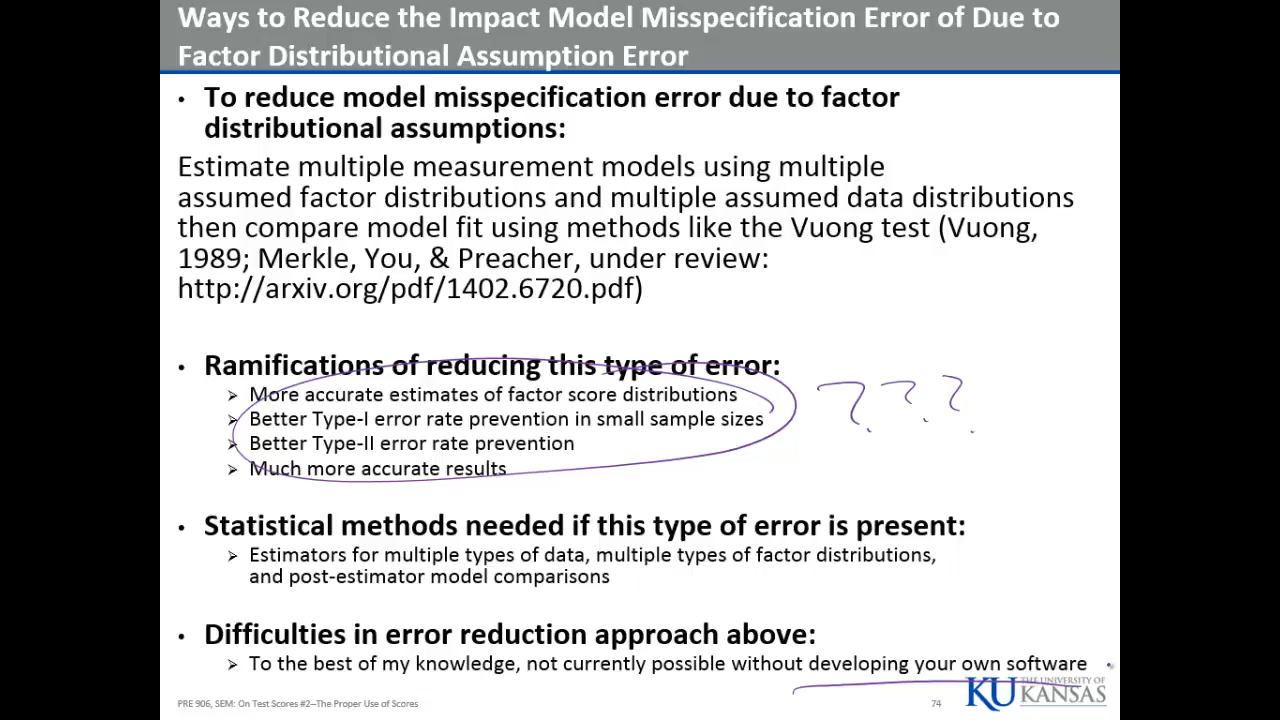 Ways to Reduce the Impact Model Misspecification Error of Due to
Factor Distributional Assumption Error
• To reduce model misspecification error due to factor
distributional assumptions:
Estimate multiple measurement models using multiple
assumed factor distributions and multiple assumed data distributions
then compare model fit using methods like the Vuong test (Vuong,
1989; Merkle, You, & Preacher, under review:
http://arxiv.org/pdf/1402.6720.pdf)
• Ramifications of reducing this type of error:
➢ More accurate estimates of factor score distributions
➢ Better Type-I error rate prevention in small sample sizes
➢ Better Type-II error rate prevention
➢ Much more accurate results
???
• Statistical methods needed if this type of error is present:
➢ Estimators for multiple types of data, multiple types of factor distributions,
and post-estimator model comparisons
• Difficulties in error reduction approach above:
➢ To the best of my knowledge, not currently possible without developing your own software
PRE 906, SEM: On Test Scores #2--The Proper Use of Scores
74
KU THE UNIVERSITY OF
KANSAS